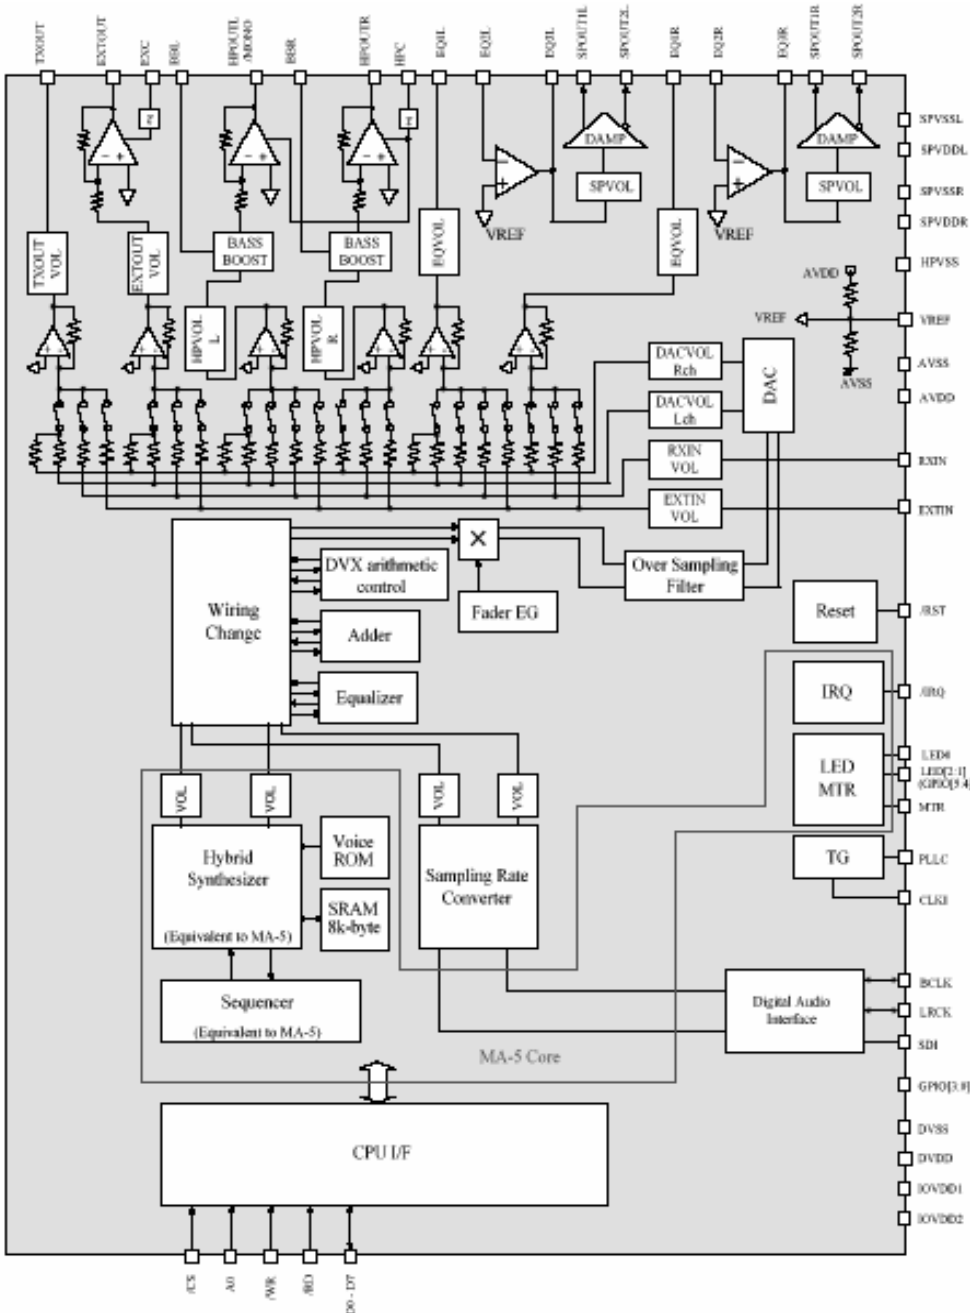 TXOUT
EXTOUT
EXC
BBL
HPOUTL
/MONO
BBR
HPOUTR
HPC
EQ1L
EQ2L
EQ3L
SPOUT1L
SPOUT2L
EQ1R
EQ2R
EQ3R
SPOUT1R
SPOUT2R
SPVSSL
SPVDDL
SPVSSR
SPVDDR
HPVSS
VREF
AVSS
AVDD
RXIN
EXTIN
/RST
/IRQ
LED0
LED[2:1]
(GPIO[5:4]
MTR
PLLC
CLKI
BCLK
LRCK
SDI
GPIO[3:0]
DVSS
DVDD
IOVDD1
IOVDD2
DAMP
SPVOL
VREF
DAMP
SPVOL
VREF
TXOUT
VOL
EXTOUT
VOL
BASS
BOOST
BASS
BOOST
EQVOL
EQVOL
HPVOL
L
HPVOL
R
AVDD
VREF
AVSS
DACVOL
Rch
DACVOL
Lch
DAC
RXIN
VOL
EXTIN
VOL
Wiring
Change
DVX arithmetic
control
Adder
Equalizer
×
Fader EG
Over Sampling
Filter
Reset
IRQ
LED
MTR
TG
VOL
VOL
VOL
VOL
Hybrid
Synthesizer
(Equivalent to MA-5)
Voice
ROM
SRAM
8k-byte
Sampling Rate
Converter
Sequencer
(Equivalent to MA-5)
Digital Audio
Interface
MA-5 Core
CPU I/F
/CS
A0
/WR
/RD
D0 - D7